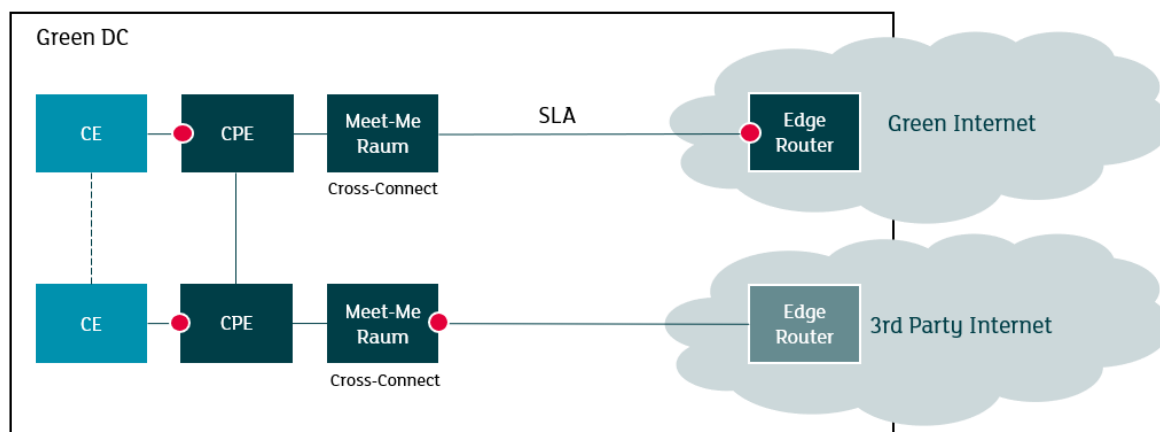 Green DC
CE
CPE
Meet-Me
Raum
Cross-Connect
SLA
Edge
Router
Green Internet
CE
CPE
Meet-Me
Raum
Cross-Connect
Edge
Router
3rd Party Internet